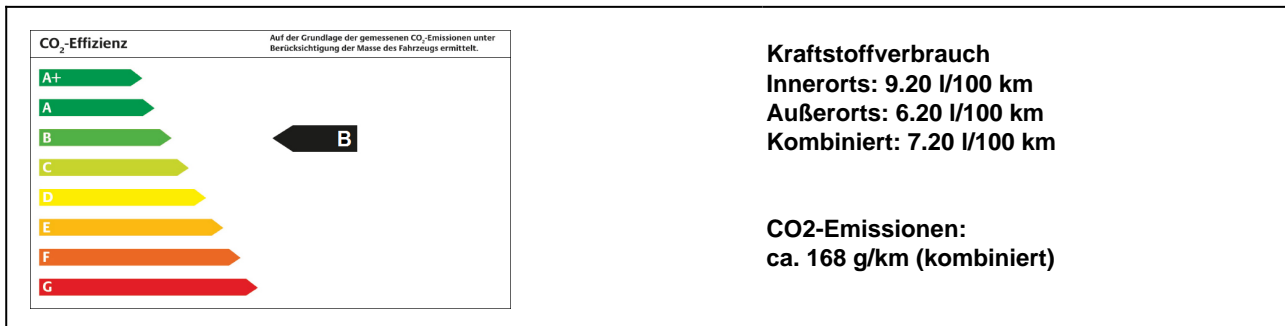 CO2-Effizienz
Auf der Grundlage der gemessenen CO2-Emissionen unter
Berücksichtigung der Masse des Fahrzeugs ermittelt.
A+
A
B
B
C
D
E
F
G
Kraftstoffverbrauch
Innerorts: 9.20 l/100 km
Außerorts: 6.20 l/100 km
Kombiniert: 7.20 l/100 km
CO2-Emissionen:
ca. 168 g/km (kombiniert)